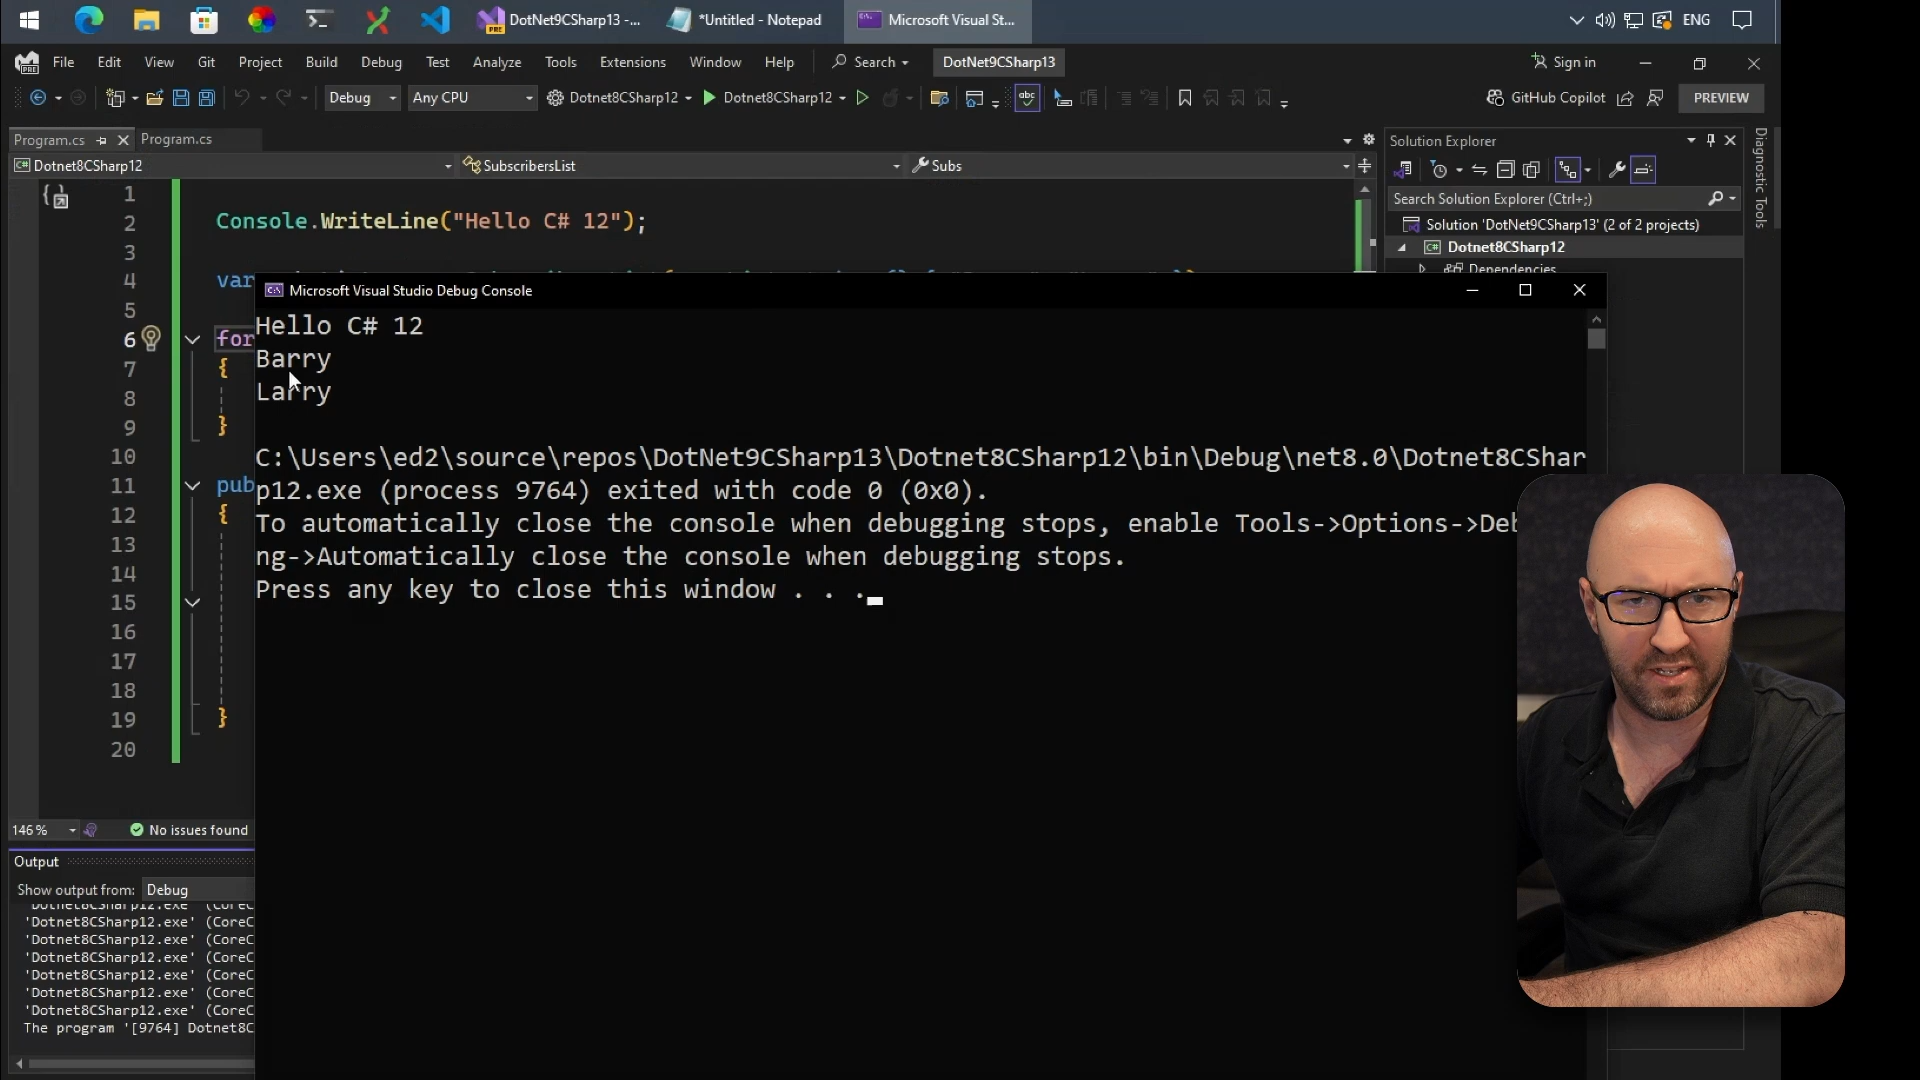 DotNet9CSharp13 -...
*Untitled - Notepad
Microsoft Visual St...
ENG
File Edit View Git Project Build Debug Test Analyze Tools Extensions Window Help Search DotNet9CSharp13 Sign in
Debug Any CPU Dotnet8CSharp12 Dotnet8CSharp12 GitHub Copilot PREVIEW
Program.cs Program.cs
Dotnet8CSharp12 SubscribersList Subs
1
2 Console.WriteLine("Hello C# 12");
3
4 var
5
6 for
7 {
8
9 }
10
11 pub
12 {
13
14
15
16
17
18
19 }
20
Microsoft Visual Studio Debug Console
Hello C# 12
Barry
Larry
C:\Users\ed2\source\repos\DotNet9CSharp13\Dotnet8CSharp12\bin\Debug\net8.0\Dotnet8CShar
p12.exe (process 9764) exited with code 0 (0x0).
To automatically close the console when debugging stops, enable Tools->Options->Deb
ng->Automatically close the console when debugging stops.
Press any key to close this window . . .
146 % No issues found
Output
Show output from: Debug
'Dotnet8CSharp12.exe' (CoreC
'Dotnet8CSharp12.exe' (CoreC
'Dotnet8CSharp12.exe' (CoreC
'Dotnet8CSharp12.exe' (CoreC
'Dotnet8CSharp12.exe' (CoreC
'Dotnet8CSharp12.exe' (CoreC
'Dotnet8CSharp12.exe' (CoreC
The program '[9764] Dotnet8C
Solution Explorer
Search Solution Explorer (Ctrl+;)
Solution 'DotNet9CSharp13' (2 of 2 projects)
Dotnet8CSharp12
Dependencies
Diagnostic Tools